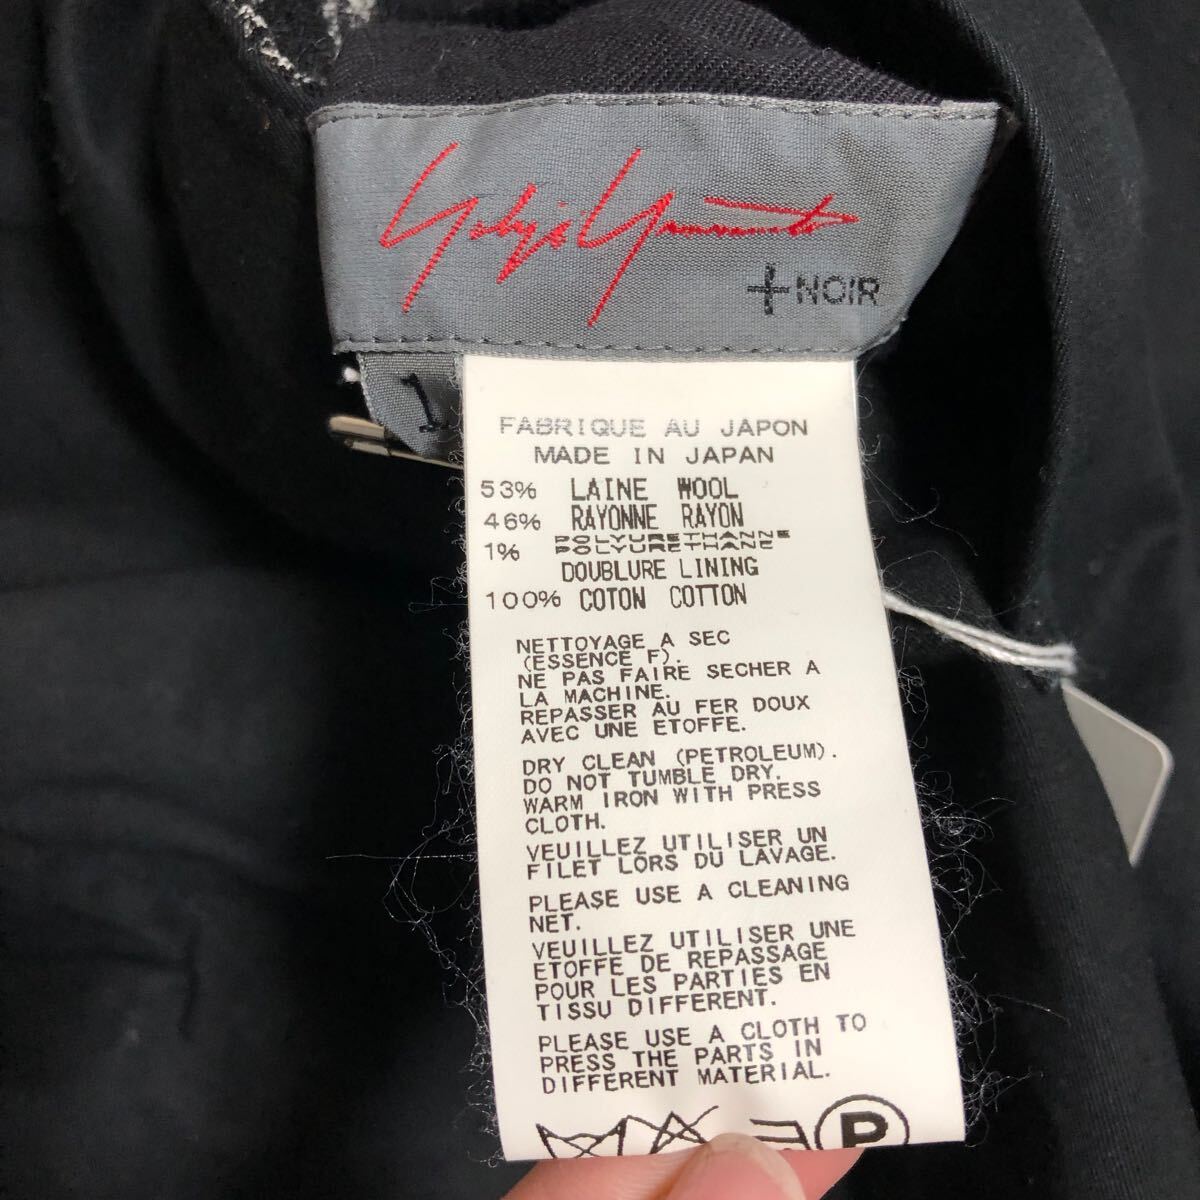 Yohji Yamamoto
+NOIR
1
FABRIQUE AU JAPON
MADE IN JAPAN
53% LAINE WOOL
46% RAYONNE RAYON
1% POLYURETHANNE
POLYURETHANE
DOUBLURE LINING
100% COTON COTTON
NETTOYAGE A SEC
(ESSENCE F).
NE PAS FAIRE SECHER A
LA MACHINE.
REPASSER AU FER DOUX
AVEC UNE ETOFFE.
DRY CLEAN (PETROLEUM).
DO NOT TUMBLE DRY.
WARM IRON WITH PRESS
CLOTH.
VEUILLEZ UTILISER UN
FILET LORS DU LAVAGE.
PLEASE USE A CLEANING
NET.
VEUILLEZ UTILISER UNE
ETOFFE DE REPASSAGE
POUR LES PARTIES EN
TISSU DIFFERENT.
PLEASE USE A CLOTH TO
PRESS THE PARTS IN
DIFFERENT MATERIAL.
P